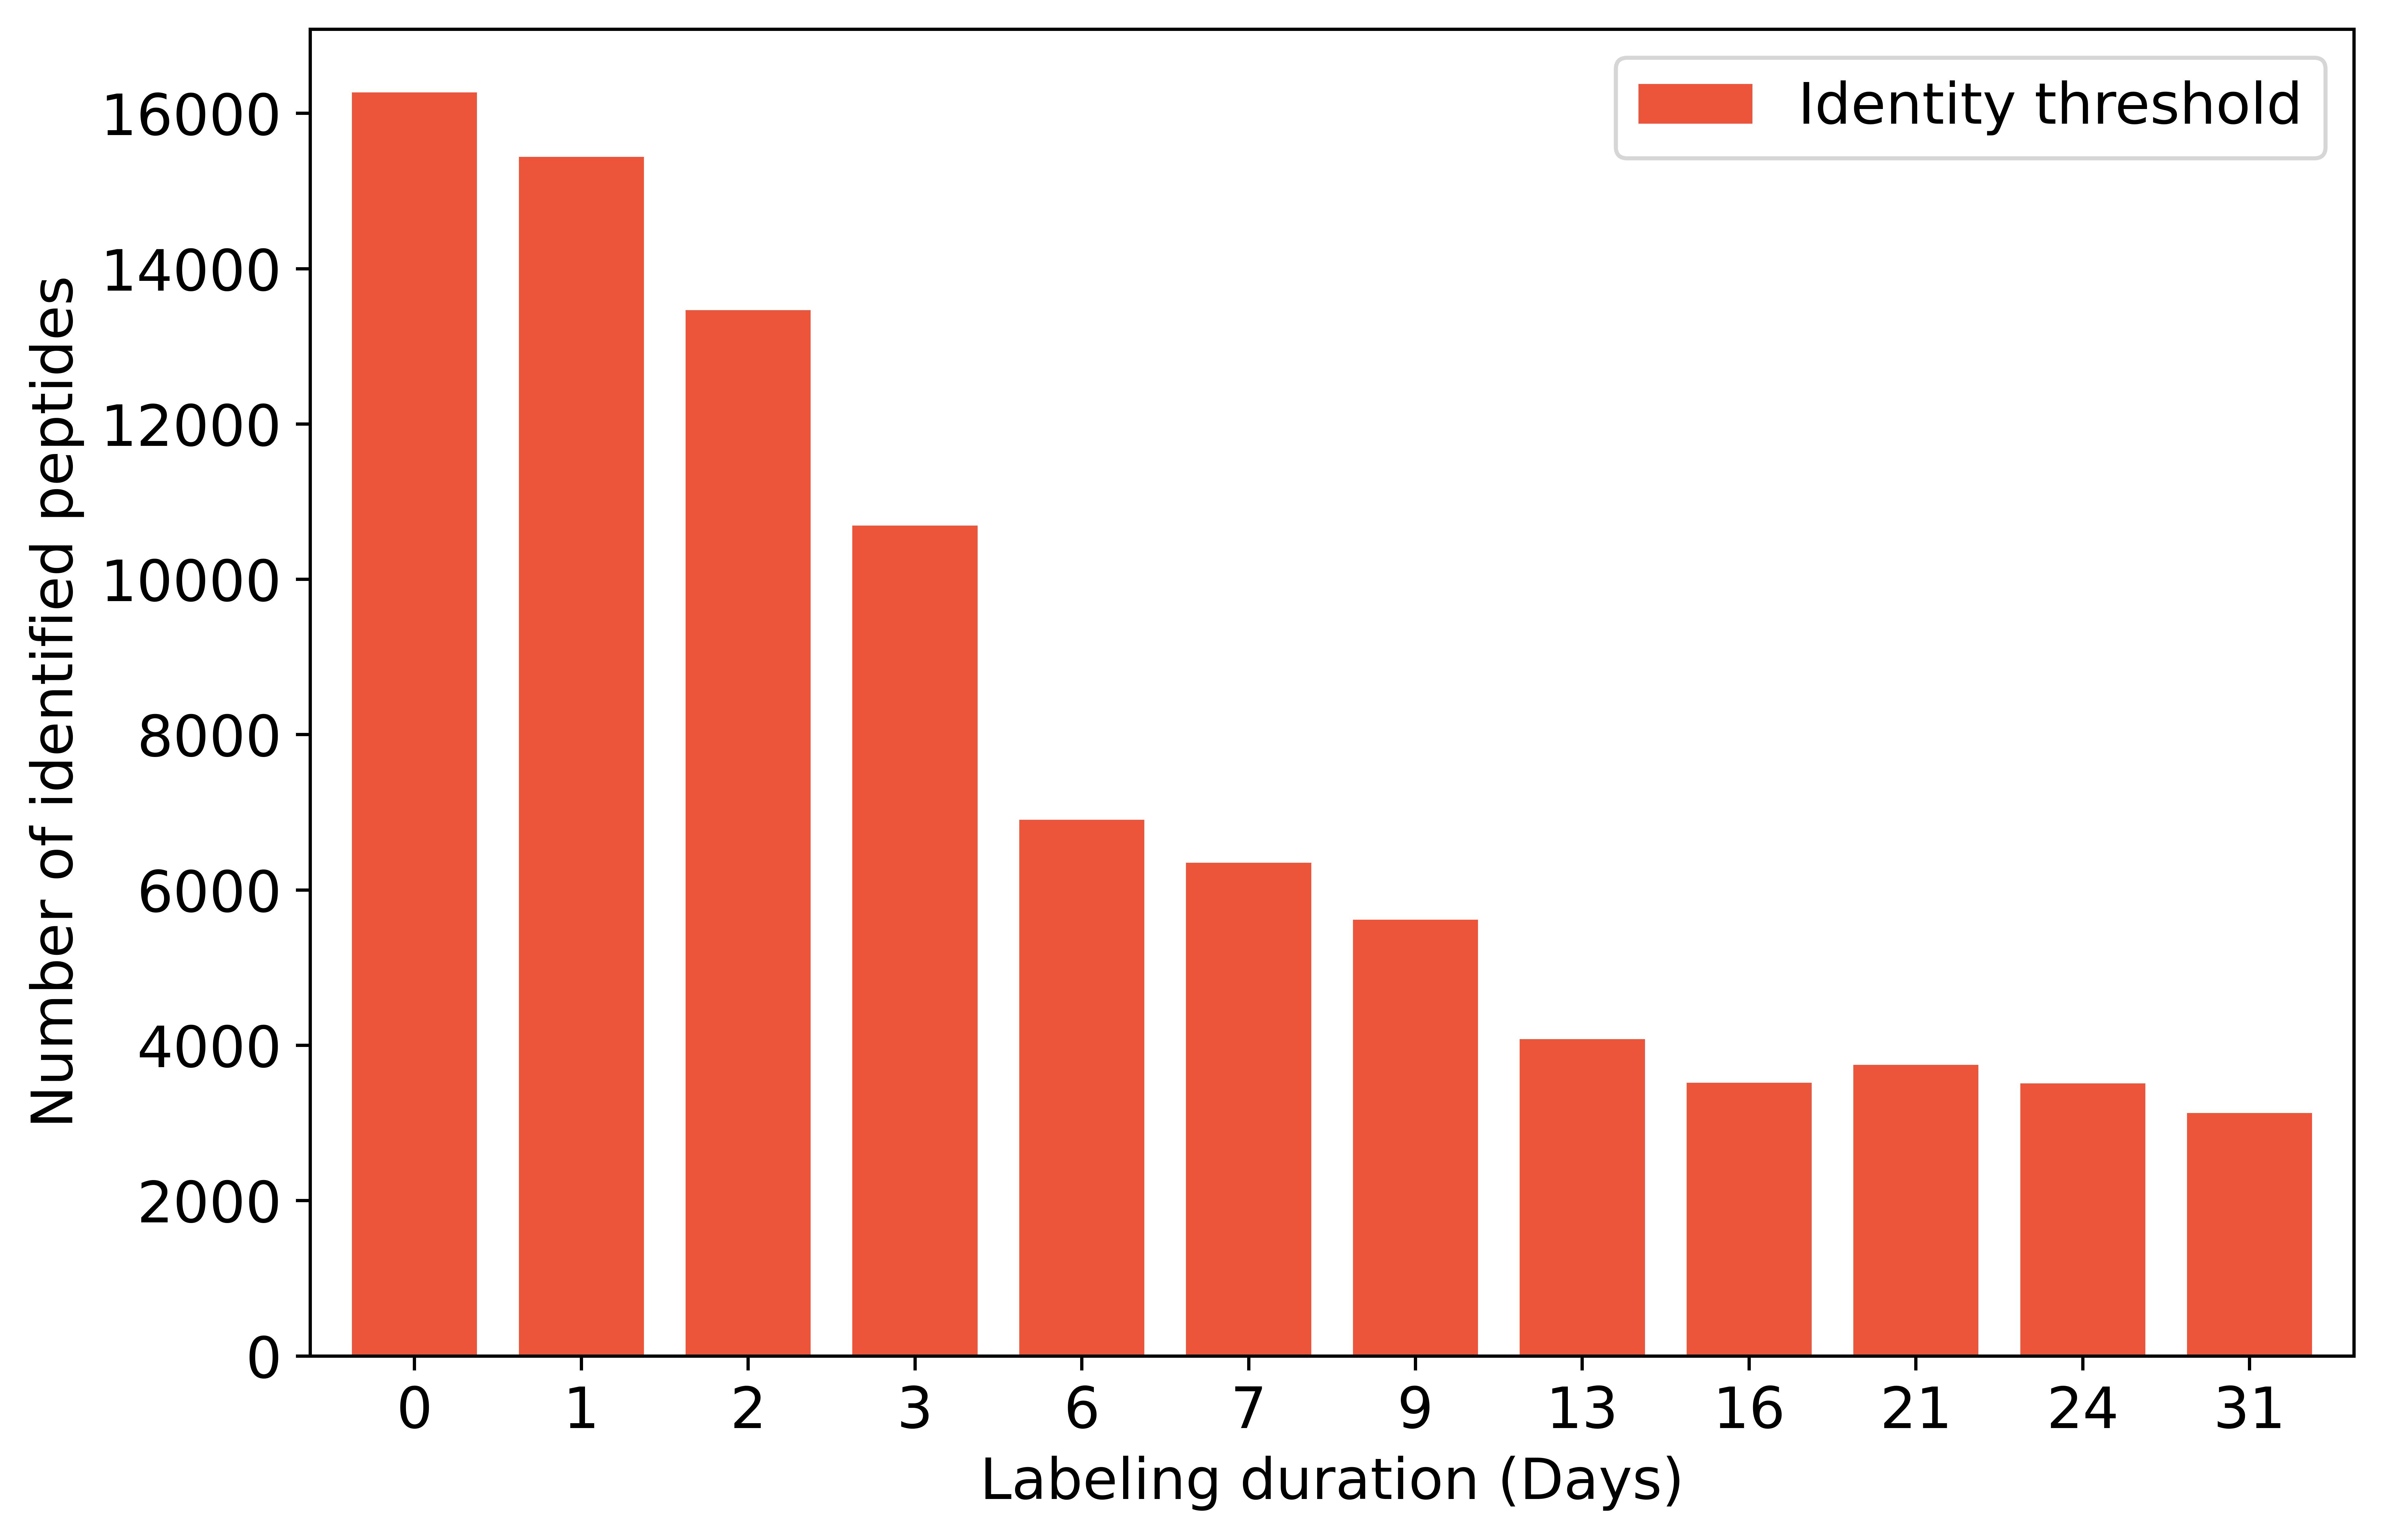 Identity threshold
Number of identified peptides
16000
14000
12000
10000
8000
6000
4000
2000
0
0 1 2 3 6 7 9 13 16 21 24 31
Labeling duration (Days)